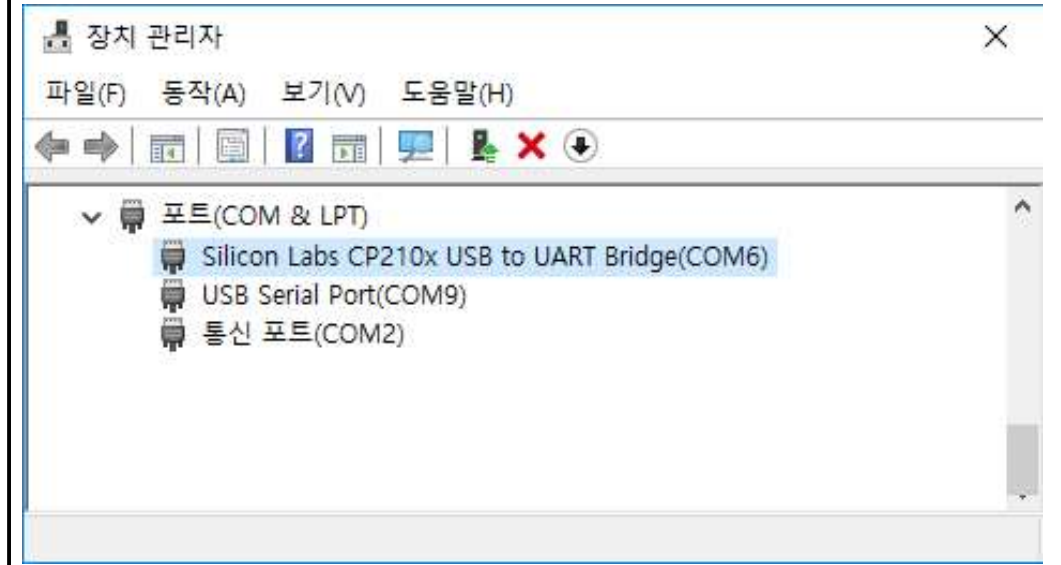 장치 관리자
파일(F) 동작(A) 보기(V) 도움말(H)
포트(COM & LPT)
Silicon Labs CP210x USB to UART Bridge(COM6)
USB Serial Port(COM9)
통신 포트(COM2)